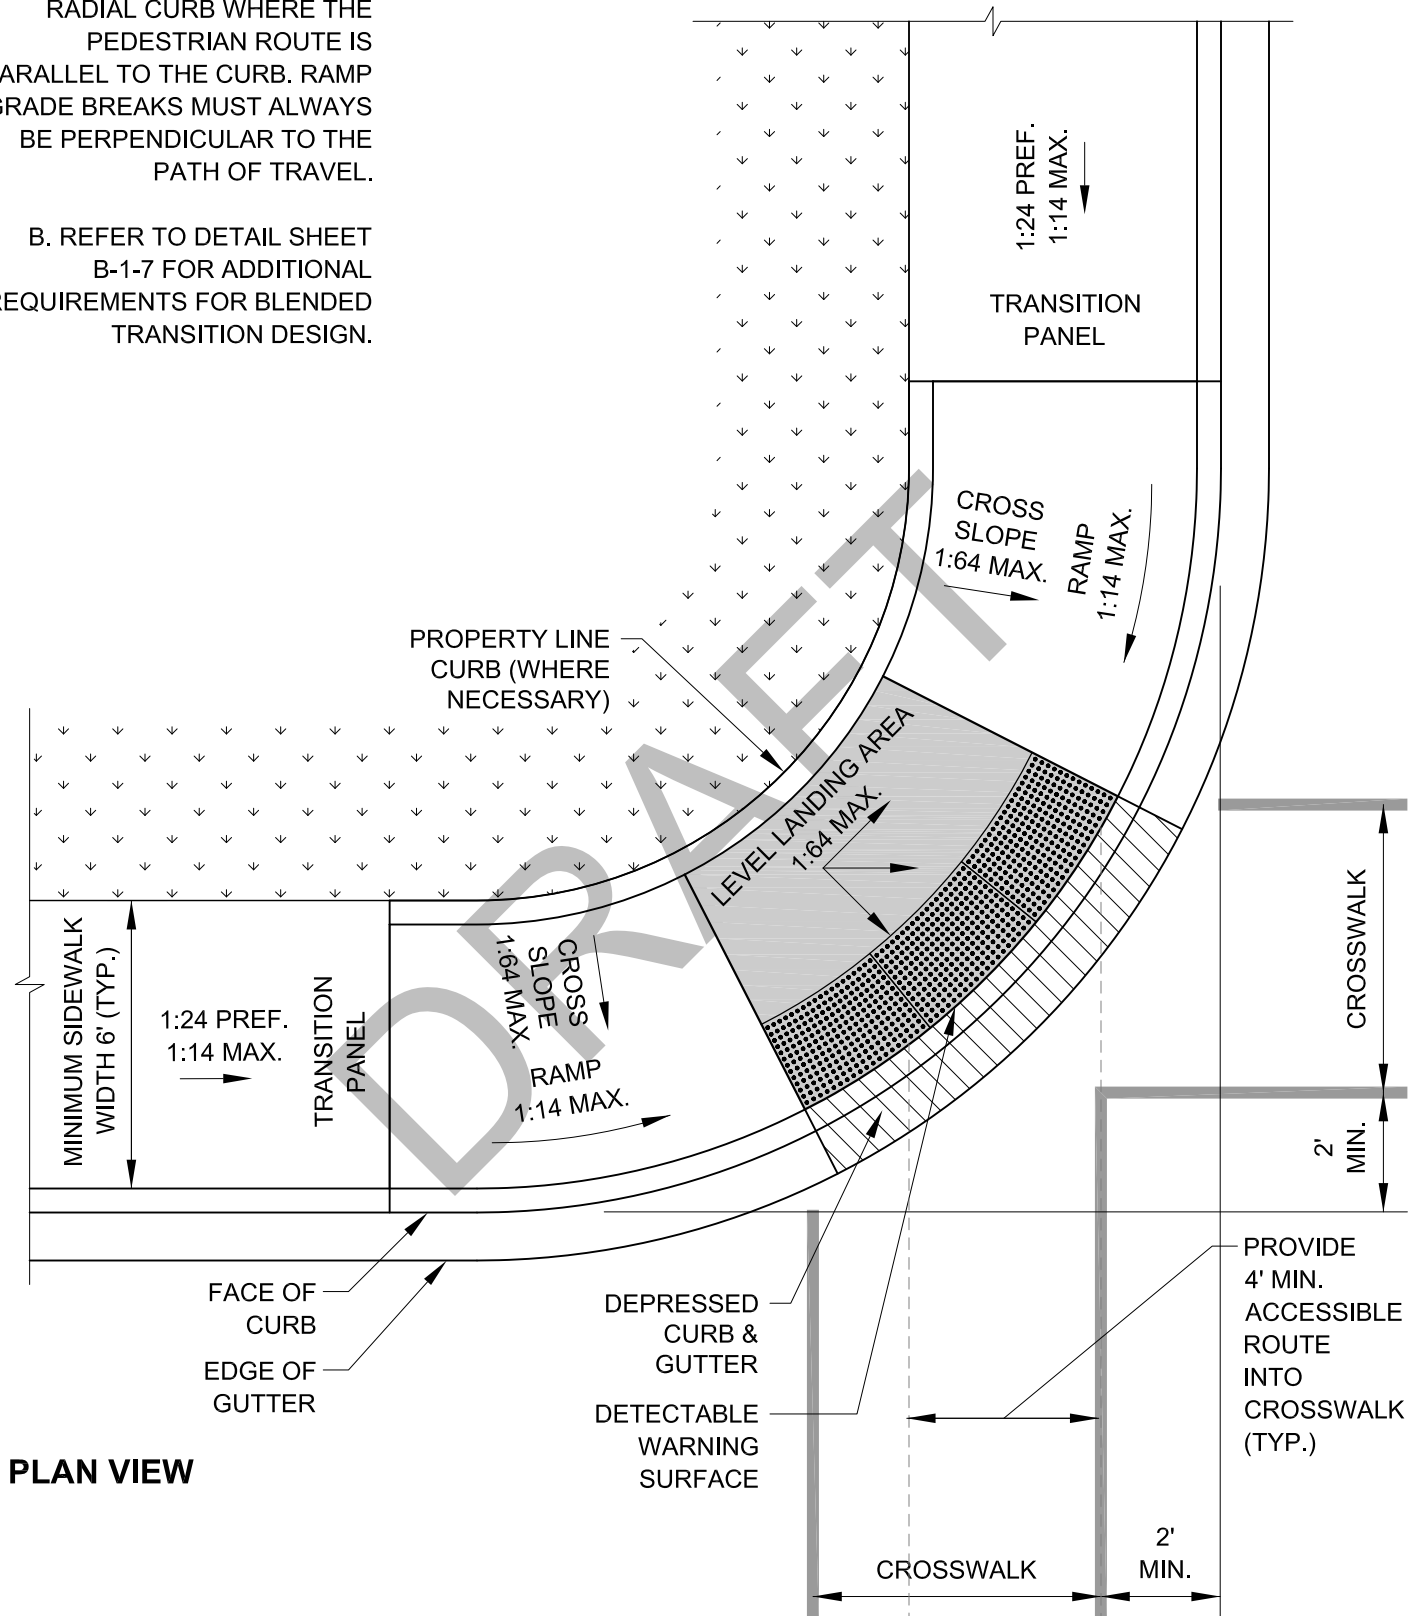 RADIAL CURB WHERE THE
PEDESTRIAN ROUTE IS
ARALLEL TO THE CURB. RAMP
GRADE BREAKS MUST ALWAYS
BE PERPENDICULAR TO THE
PATH OF TRAVEL.
B. REFER TO DETAIL SHEET
B-1-7 FOR ADDITIONAL
REQUIREMENTS FOR BLENDED
TRANSITION DESIGN.
1:24 PREF.
1:14 MAX.
TRANSITION
PANEL
CROSS
SLOPE
1:64 MAX.
RAMP
1:14 MAX.
PROPERTY LINE
CURB (WHERE
NECESSARY)
LEVEL LANDING AREA
1:64 MAX.
DRAFT
MINIMUM SIDEWALK
WIDTH 6' (TYP.)
1:24 PREF.
1:14 MAX.
TRANSITION
PANEL
CROSS
SLOPE
1:64 MAX.
RAMP
1:14 MAX.
CROSSWALK
2'
MIN.
FACE OF
CURB
EDGE OF
GUTTER
DEPRESSED
CURB &
GUTTER
DETECTABLE
WARNING
SURFACE
PROVIDE
4' MIN.
ACCESSIBLE
ROUTE
INTO
CROSSWALK
(TYP.)
PLAN VIEW
CROSSWALK
2'
MIN.